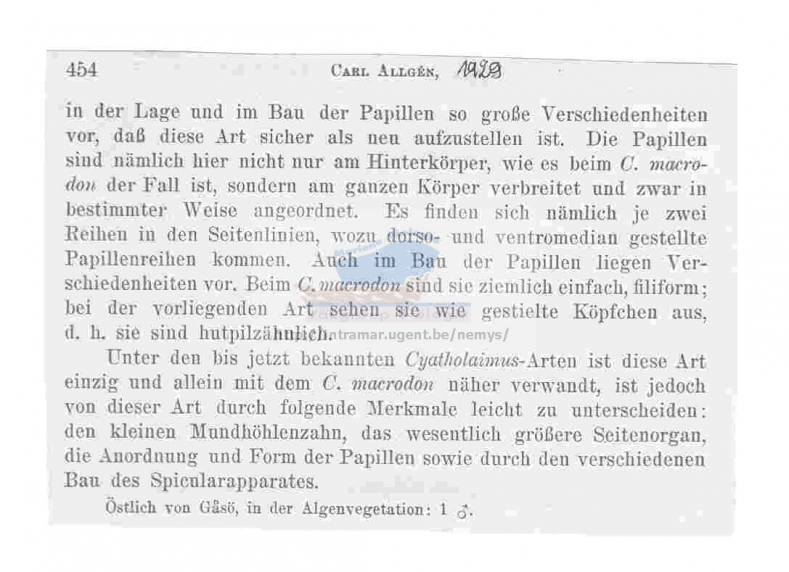 454 Carl Allgén, 1929
in der Lage und im Bau der Papillen so große Verschiedenheiten
vor, daß diese Art sicher als neu aufzustellen ist. Die Papillen
sind nämlich hier nicht nur am Hinterkörper, wie es beim C. macro-
don der Fall ist, sondern am ganzen Körper verbreitet und zwar in
bestimmter Weise angeordnet. Es finden sich nämlich je zwei
Reihen in den Seitenlinien, wozu dorso- und ventromedian gestellte
Papillenreihen kommen. Auch im Bau der Papillen liegen Ver-
schiedenheiten vor. Beim C. macrodon sind sie ziemlich einfach, filiform;
bei der vorliegenden Art sehen sie wie gestielte Köpfchen aus,
d. h. sie sind hutpilzähnlich.
ntramar.ugent.be/nemys/
Unter den bis jetzt bekannten Cyatholaimus-Arten ist diese Art
einzig und allein mit dem C. macrodon näher verwandt, ist jedoch
von dieser Art durch folgende Merkmale leicht zu unterscheiden:
den kleinen Mundhöhlenzahn, das wesentlich größere Seitenorgan,
die Anordnung und Form der Papillen sowie durch den verschiedenen
Bau des Spicularapparates.
Östlich von Gåsö, in der Algenvegetation: 1 ♂.